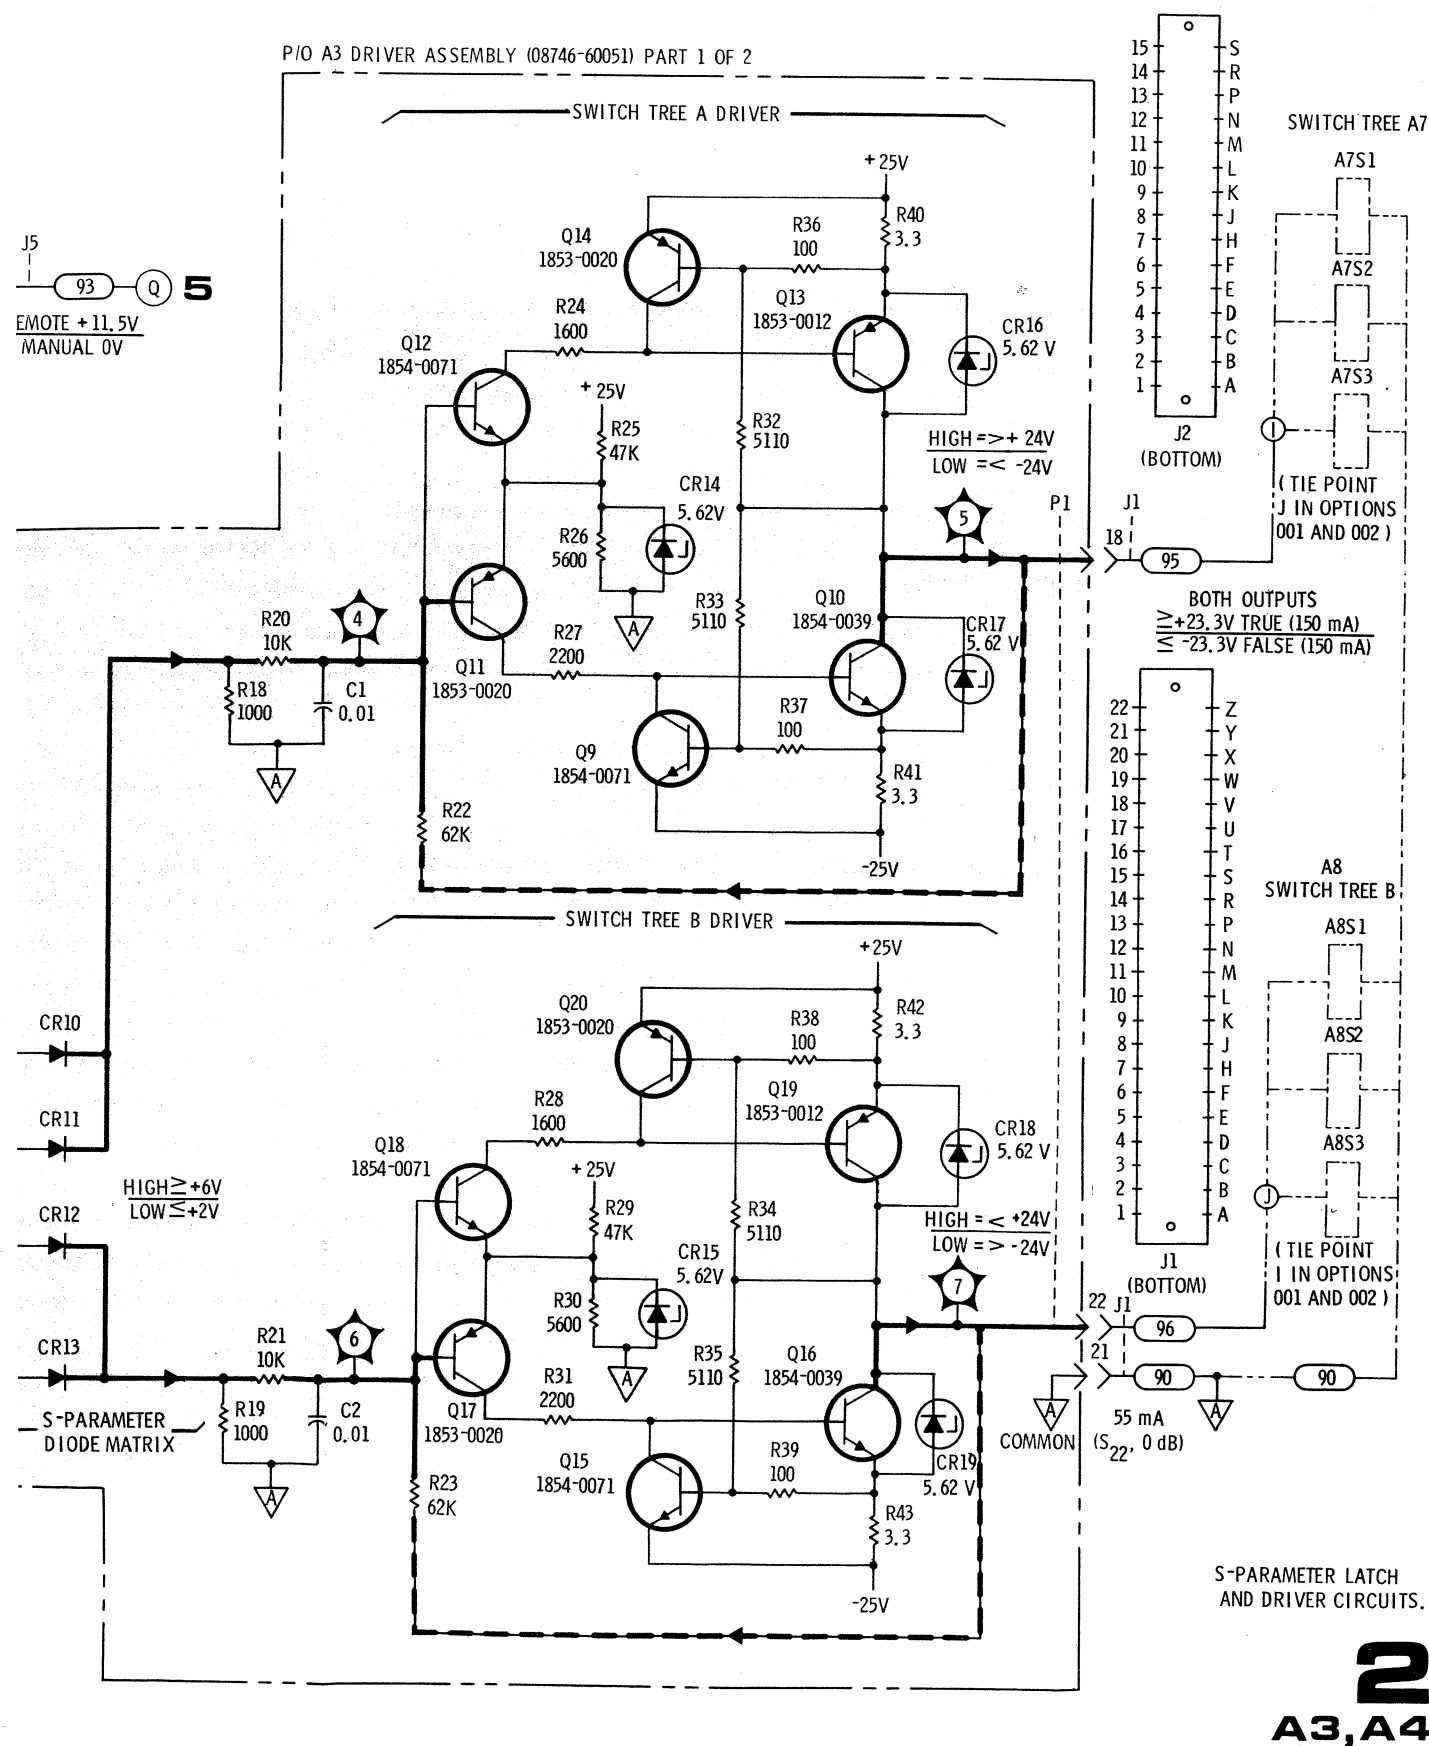 P/O A3 DRIVER ASSEMBLY (08746-60051) PART 1 OF 2
SWITCH TREE A DRIVER
J5
93
Q
5
EMOTE +11.5V
MANUAL 0V
+25V
Q14
1853-0020
R36
100
R40
3.3
R24
1600
Q13
1853-0012
CR16
5.62 V
Q12
1854-0071
+ 25V
R25
47K
R32
5110
HIGH =>+ 24V
LOW =< -24V
CR14
5.62V
R26
5600
A
5
P1
J1
18
95
4
R20
10K
R18
1000
C1
0.01
A
Q11
1853-0020
R27
2200
R33
5110
Q10
1854-0039
CR17
5.62 V
Q9
1854-0071
R37
100
R41
3.3
R22
62K
-25V
15 S
14 R
13 P
12 N
11 M
10 L
9 K
8 J
7 H
6 F
5 E
4 D
3 C
2 B
1 A
J2
(BOTTOM)
SWITCH TREE A7
A7S1
A7S2
A7S3
I
(TIE POINT
J IN OPTIONS
001 AND 002)
BOTH OUTPUTS
≥+23.3V TRUE (150 mA)
≤ -23.3V FALSE (150 mA)
22 Z
21 Y
20 X
19 W
18 V
17 U
16 T
15 S
14 R
13 P
12 N
11 M
10 L
9 K
8 J
7 H
6 F
5 E
4 D
3 C
2 B
1 A
J1
(BOTTOM)
A8
SWITCH TREE B
A8S1
A8S2
A8S3
J
(TIE POINT
I IN OPTIONS
001 AND 002)
SWITCH TREE B DRIVER
+25V
Q20
1853-0020
R38
100
R42
3.3
R28
1600
Q19
1853-0012
CR18
5.62 V
Q18
1854-0071
+ 25V
R29
47K
R34
5110
HIGH = < +24V
LOW = > -24V
CR15
5.62V
R30
5600
A
7
22
J1
96
21
90
90
A
COMMON
A
55 mA
(S22, 0 dB)
CR10
CR11
HIGH ≥ +6V
LOW ≤ +2V
CR12
CR13
6
R21
10K
R19
1000
C2
0.01
A
S-PARAMETER
DIODE MATRIX
Q17
1853-0020
R31
2200
R35
5110
Q16
1854-0039
CR19
5.62 V
Q15
1854-0071
R39
100
R43
3.3
R23
62K
-25V
S-PARAMETER LATCH
AND DRIVER CIRCUITS.
2
A3,A4